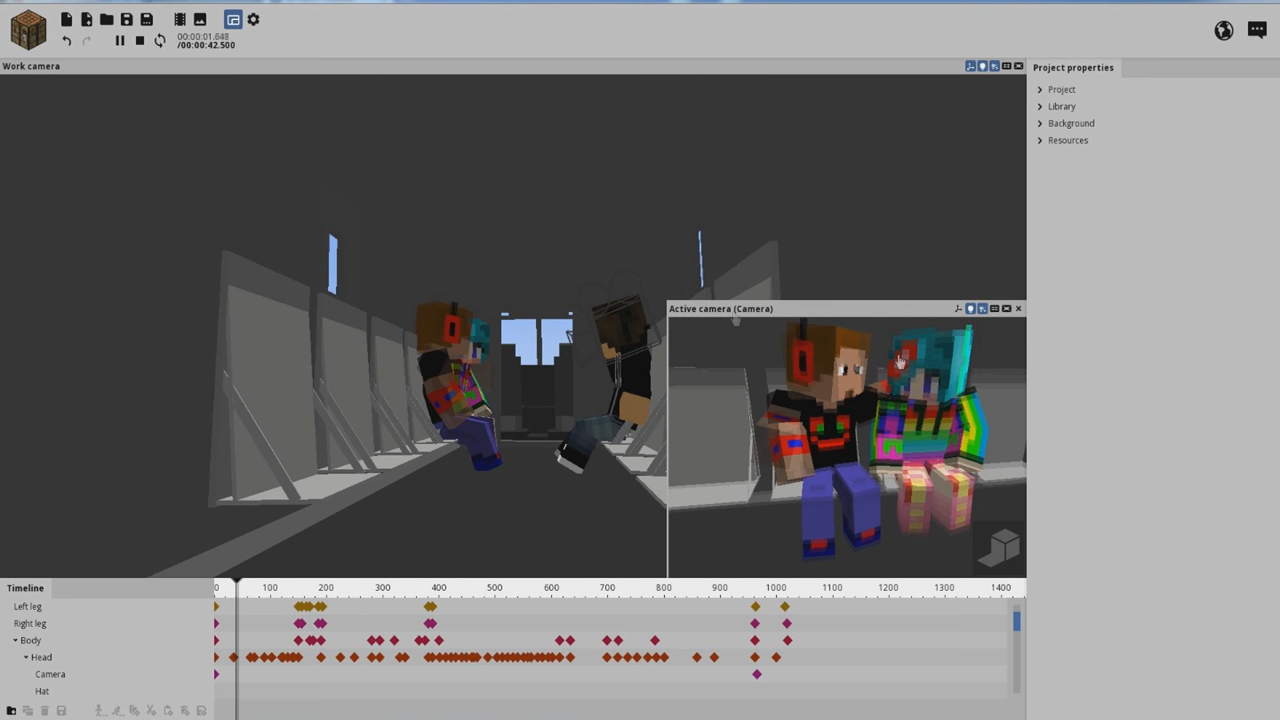 00:00:01.648
/00:00:42.500
Work camera
Project properties
Project
Library
Background
Resources
Active camera (Camera)
Timeline
0 100 200 300 400 500 600 700 800 900 1000 1100 1200 1300 1400
Left leg
Right leg
Body
Head
Camera
Hat